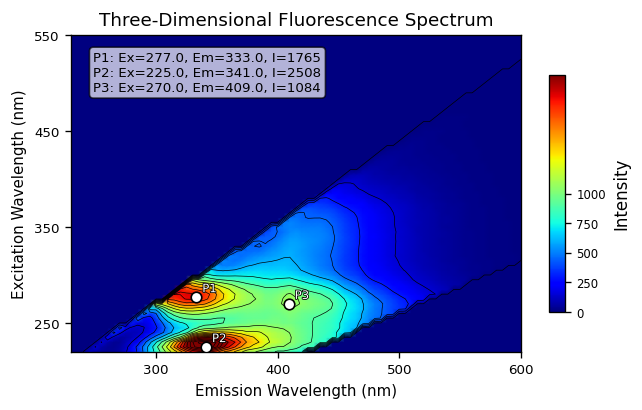 Three-Dimensional Fluorescence Spectrum
550
450
350
250
Excitation Wavelength (nm)
P1: Ex=277.0, Em=333.0, I=1765
P2: Ex=225.0, Em=341.0, I=2508
P3: Ex=270.0, Em=409.0, I=1084
P1
P3
P2
300
400
500
600
Emission Wavelength (nm)
1000
750
500
250
0
Intensity